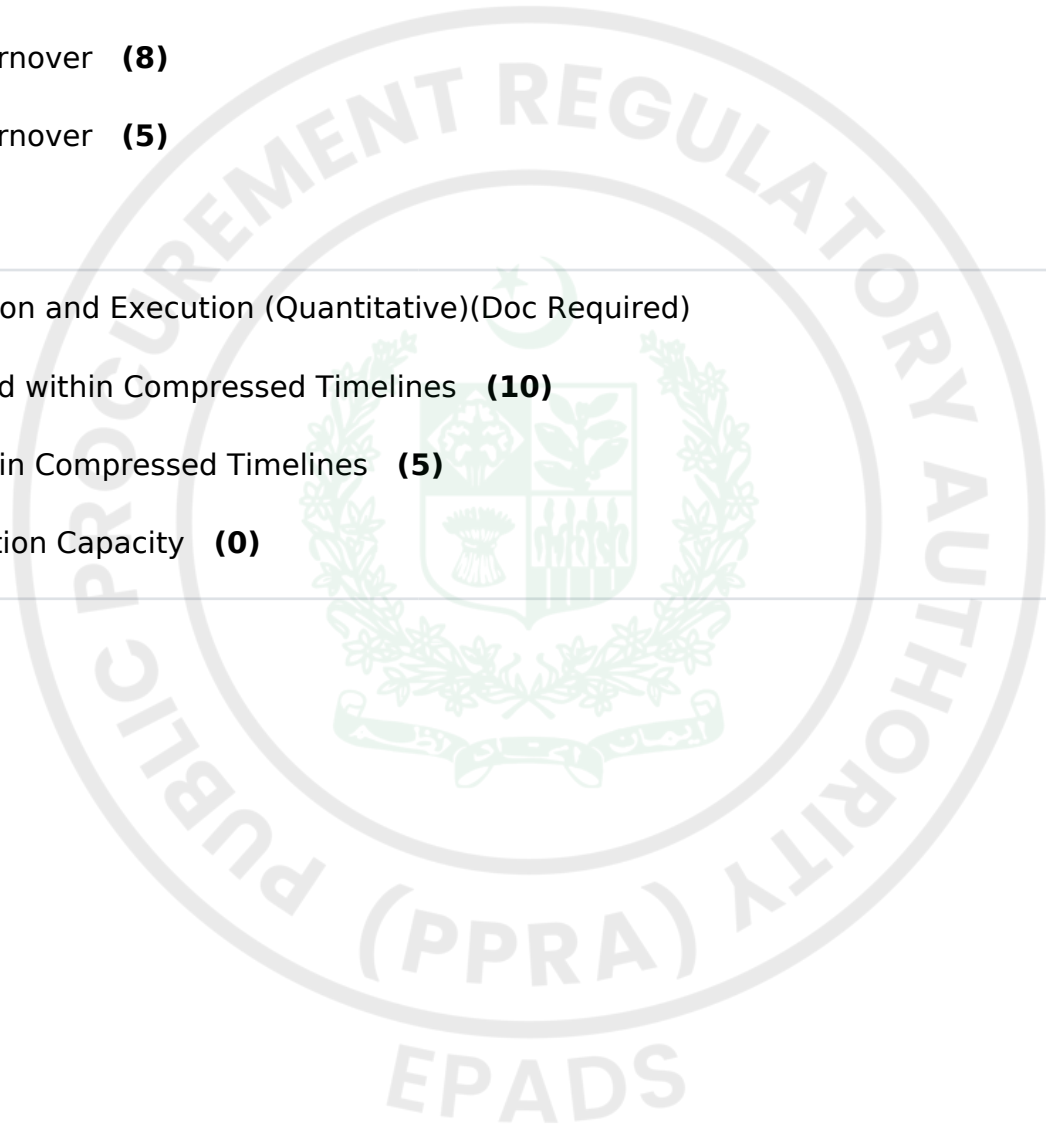 rnover (8)
rnover (5)
on and Execution (Quantitative)(Doc Required)
d within Compressed Timelines (10)
in Compressed Timelines (5)
tion Capacity (0)
PUBLIC PROCUREMENT REGULATORY AUTHORITY
(PPRA)
EPADS